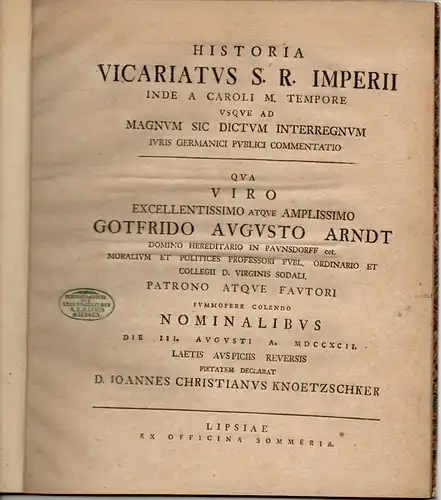 HISTORIA
VICARIATVS S. R. IMPERII
INDE A CAROLI M. TEMPORE
VSQVE AD
MAGNVM SIC DICTVM INTERREGNVM
IVRIS GERMANICI PVBLICI COMMENTATIO
QVA
VIRO
EXCELLENTISSIMO ATQVE AMPLISSIMO
GOTFRIDO AVGVSTO ARNDT
DOMINO HEREDITARIO IN PAVNSDORFF cet.
MORALIVM ET POLITICES PROFESSORI PVBL. ORDINARIO ET
COLLEGII D. VIRGINIS SODALI,
PATRONO ATQVE FAVTORI
SVMMOPERE COLENDO
NOMINALIBVS
DIE III. AVGVSTI A. MDCCXCII.
LAETIS AVSPICIIS REVERSIS
PIETATEM DECLARAT
D. IOANNES CHRISTIANVS KNOETZSCHKER
LIPSIAE
EX OFFICINA SOMMERIA.